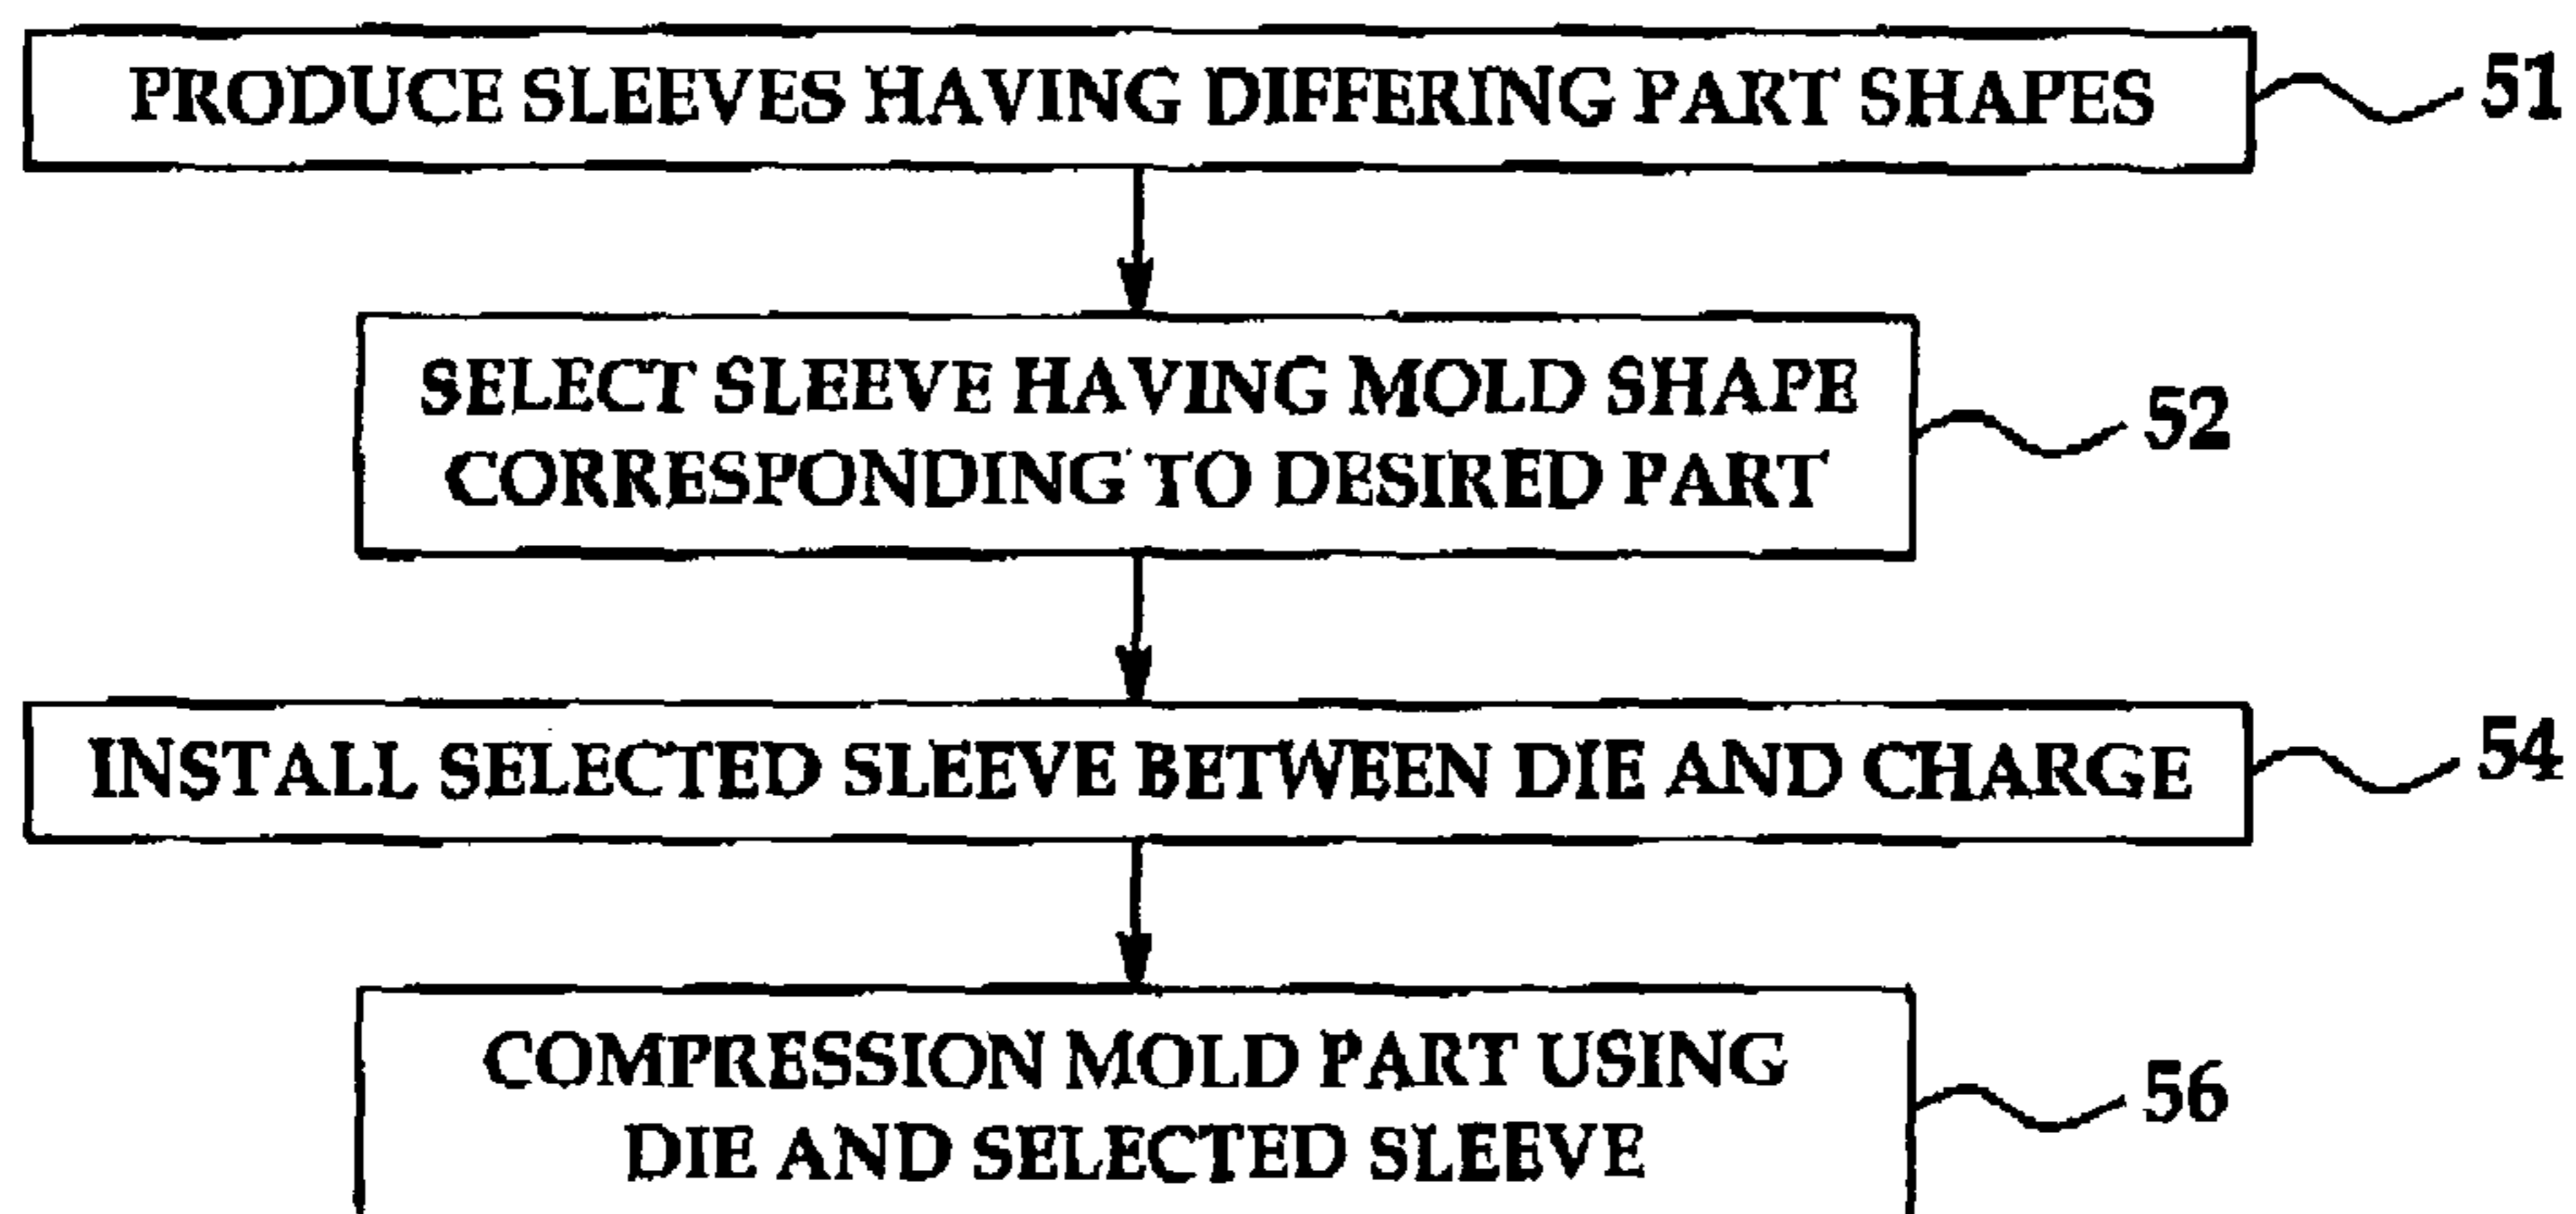 PRODUCE SLEEVES HAVING DIFFERING PART SHAPES
51
SELECT SLEEVE HAVING MOLD SHAPE
CORRESPONDING TO DESIRED PART
52
INSTALL SELECTED SLEEVE BETWEEN DIE AND CHARGE
54
COMPRESSION MOLD PART USING
DIE AND SELECTED SLEEVE
56